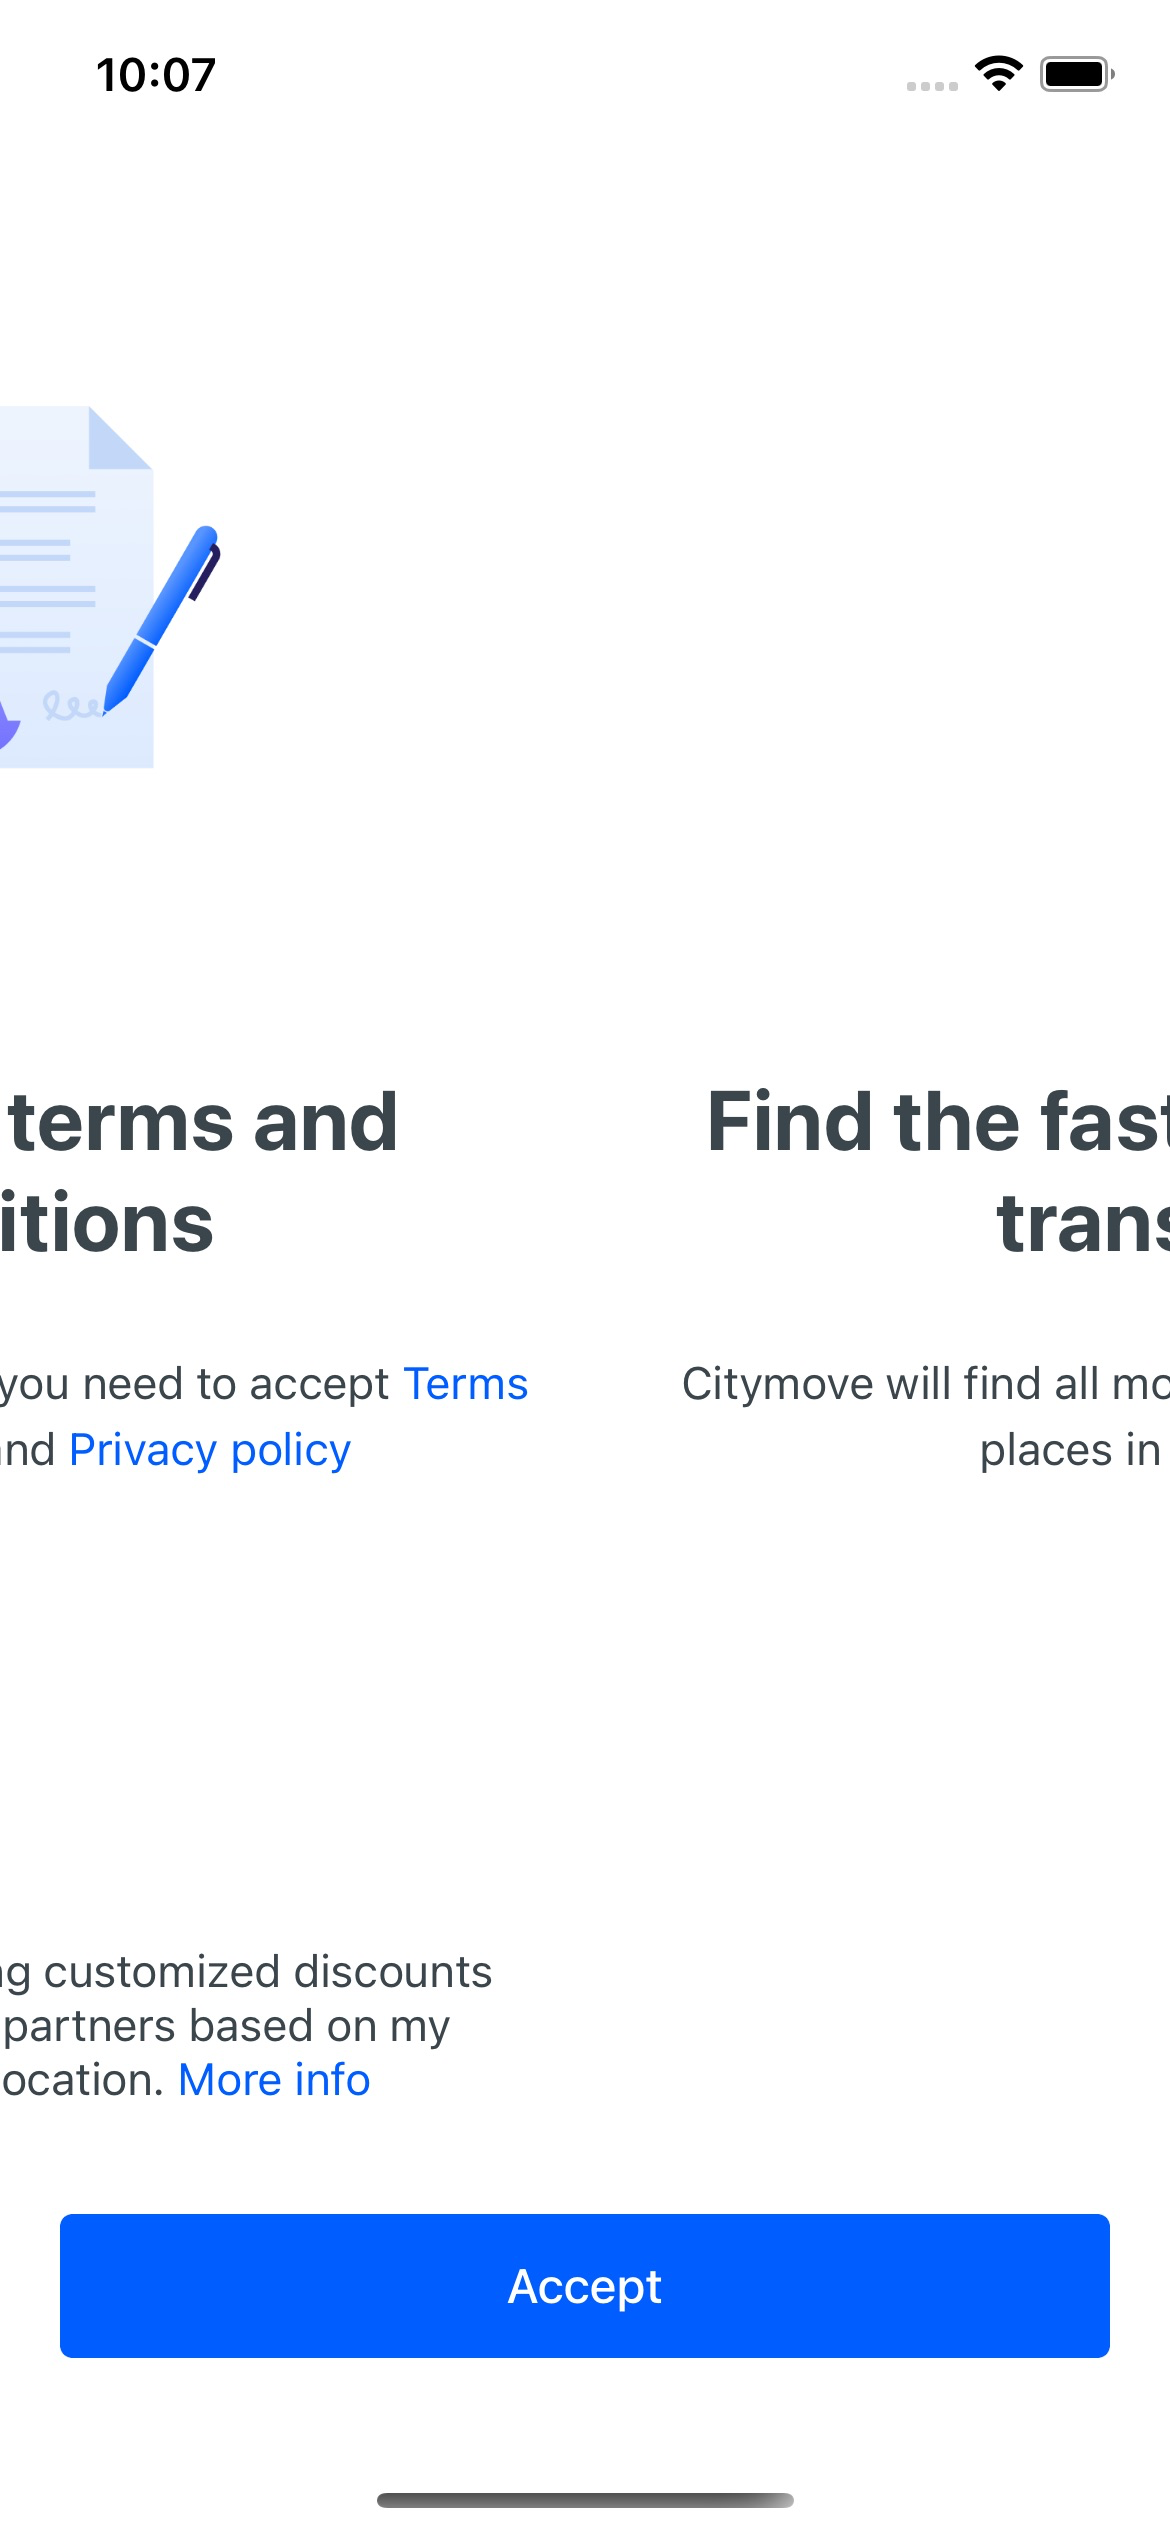 10:07
terms and
itions
you need to accept Terms
nd Privacy policy
Find the fast
trans
Citymove will find all mo
places in
g customized discounts
partners based on my
ocation. More info
Accept